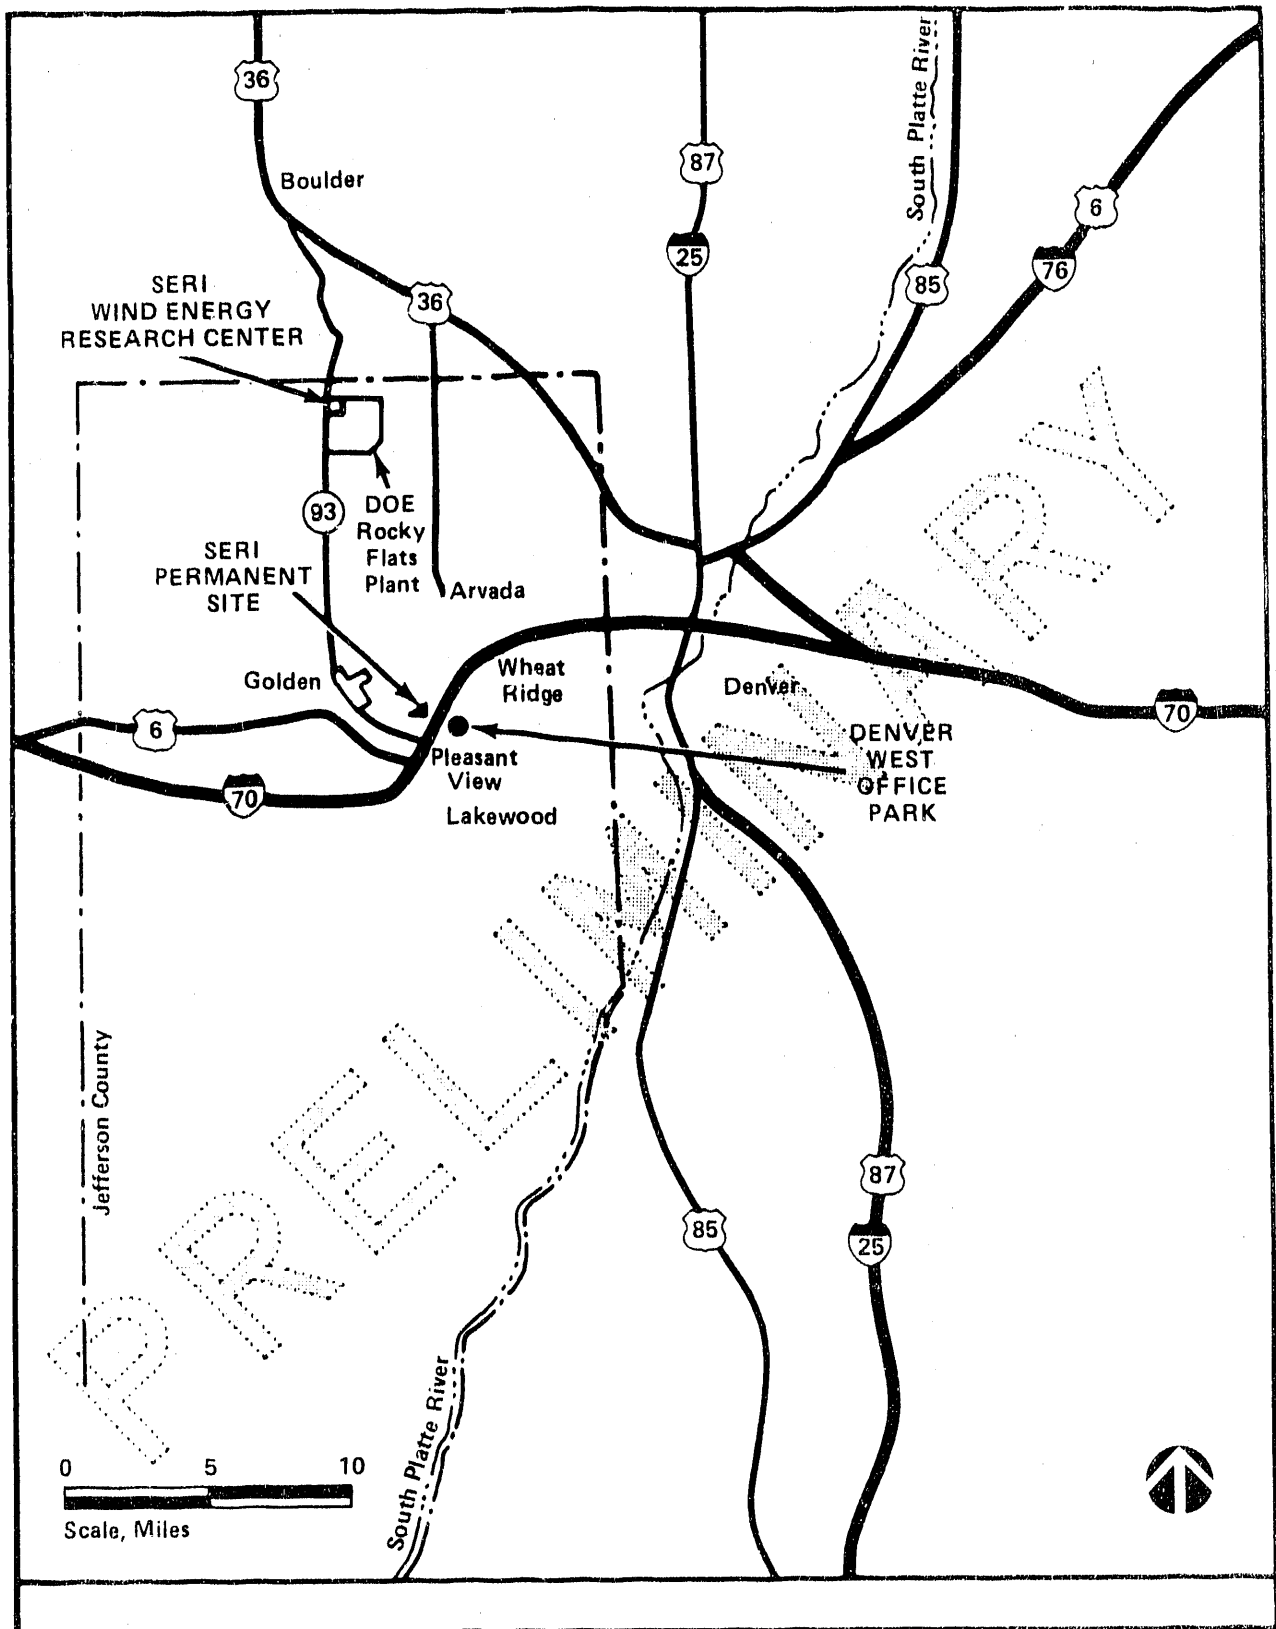 36
87
South Platte River
Boulder
6
25
76
85
SERI
WIND ENERGY
RESEARCH CENTER
36
93
DOE
Rocky
Flats
Plant
SERI
PERMANENT
SITE
Arvada
Wheat
Ridge
Golden
Denver
6
70
DENVER
WEST
OFFICE
PARK
Pleasant
View
70
Lakewood
PRELIMINARY
Jefferson County
87
85
25
South Platte River
0 5 10
Scale, Miles